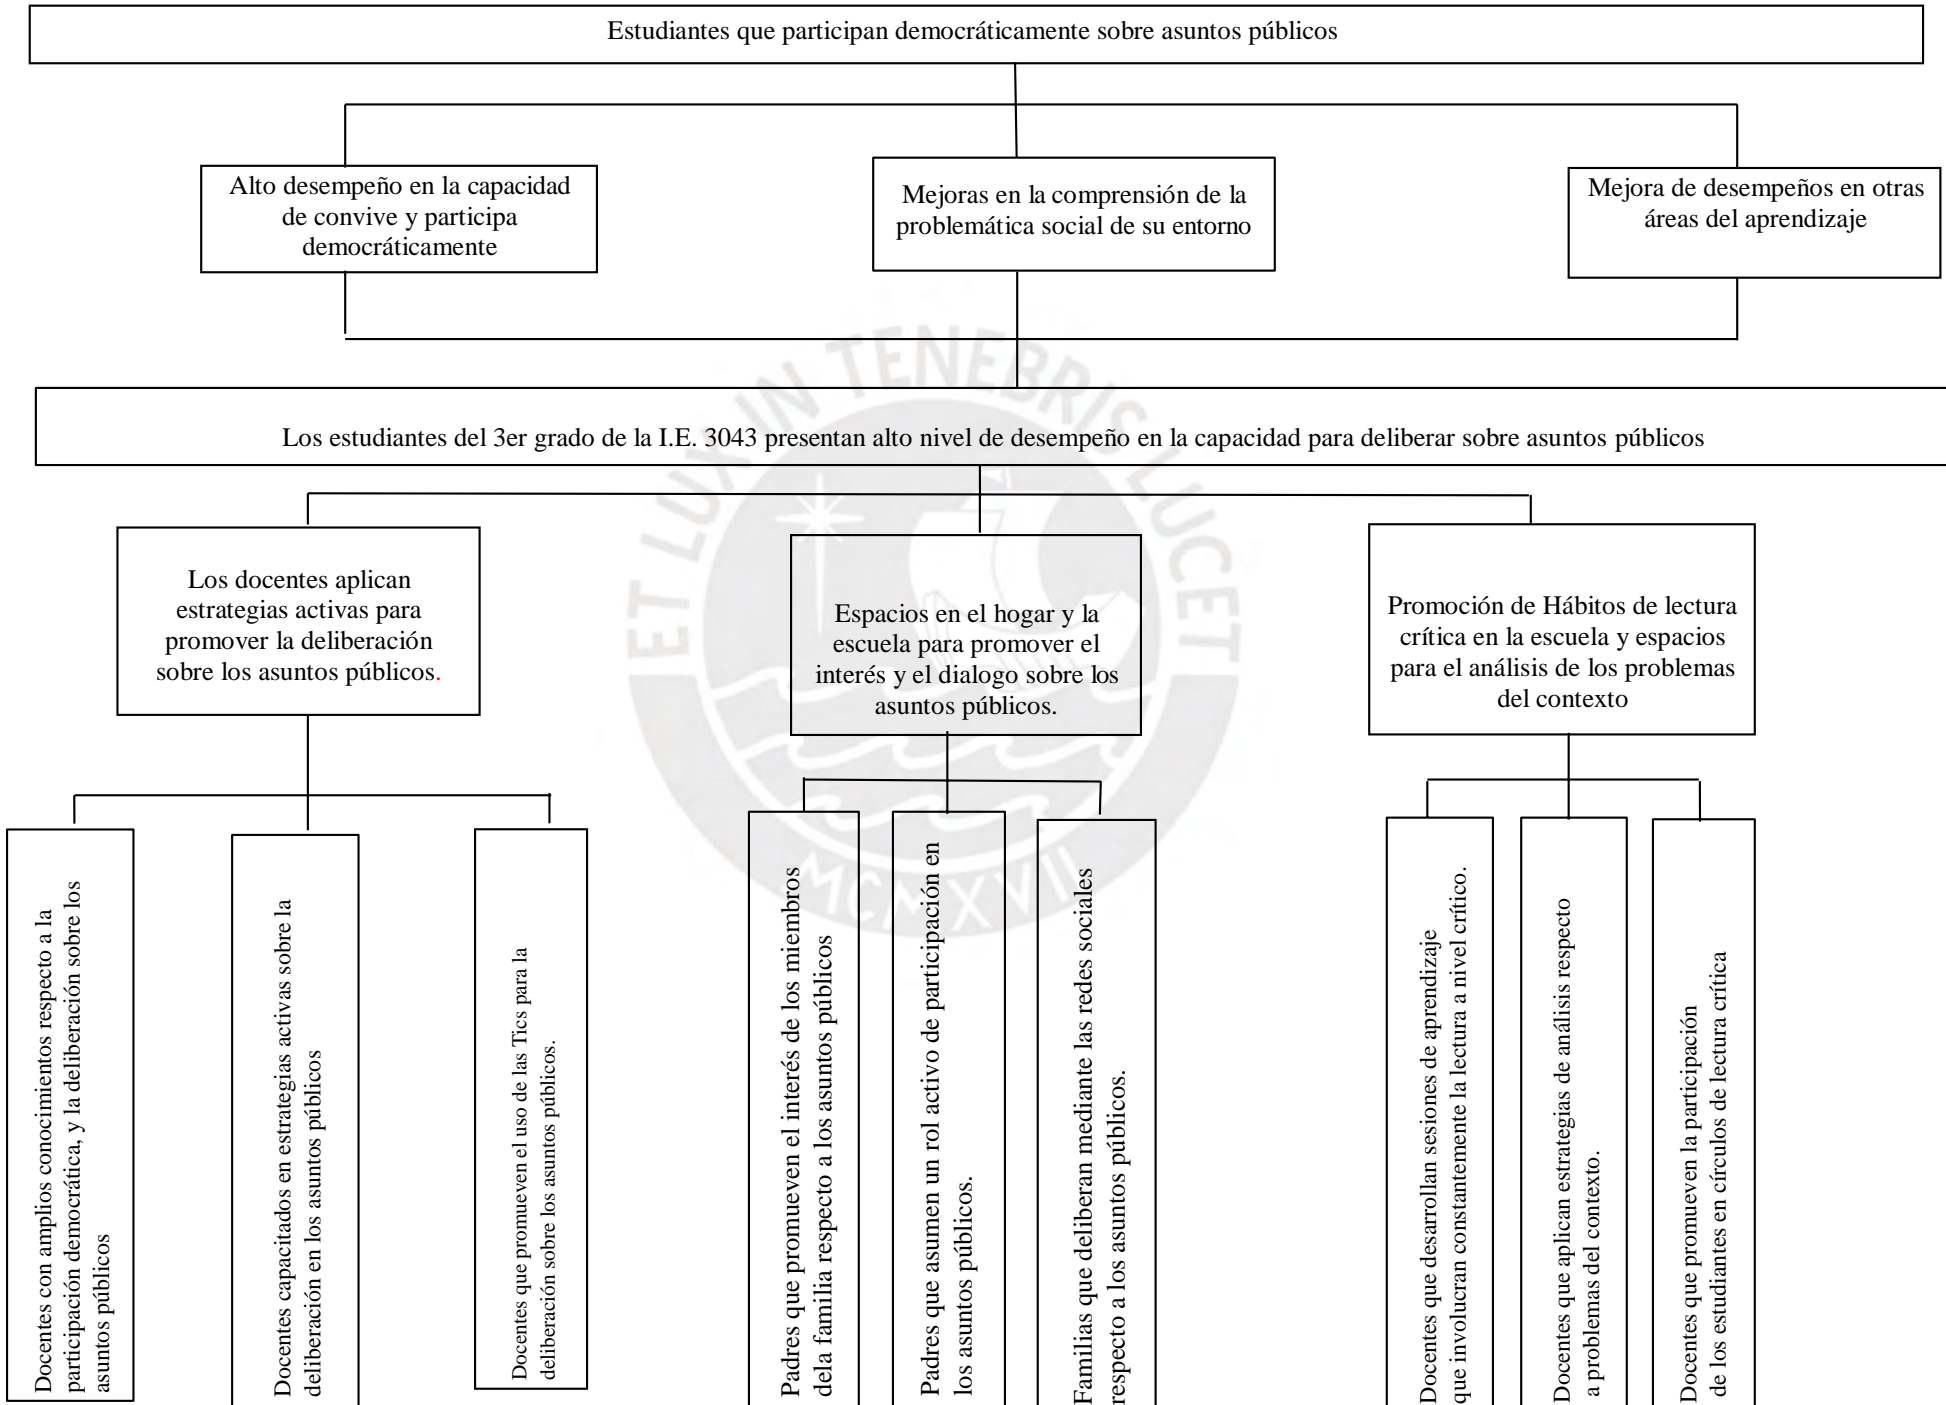 Estudiantes que participan democráticamente sobre asuntos públicos
Alto desempeño en la capacidad
de convive y participa
democráticamente
Mejoras en la comprensión de la
problemática social de su entorno
Mejora de desempeños en otras
áreas del aprendizaje
Los estudiantes del 3er grado de la I.E. 3043 presentan alto nivel de desempeño en la capacidad para deliberar sobre asuntos públicos
Los docentes aplican
estrategias activas para
promover la deliberación
sobre los asuntos públicos.
Espacios en el hogar y la
escuela para promover el
interés y el dialogo sobre los
asuntos públicos.
Promoción de Hábitos de lectura
crítica en la escuela y espacios
para el análisis de los problemas
del contexto
Docentes con amplios conocimientos respecto a la
participación democrática, y la deliberación sobre los
asuntos públicos
Docentes capacitados en estrategias activas sobre la
deliberación en los asuntos públicos
Docentes que promueven el uso de las Tics para la
deliberación sobre los asuntos públicos.
Padres que promueven el interés de los miembros
dela familia respecto a los asuntos públicos
Padres que asumen un rol activo de participación en
los asuntos públicos.
Familias que deliberan mediante las redes sociales
respecto a los asuntos públicos.
Docentes que desarrollan sesiones de aprendizaje
que involucran constantemente la lectura a nivel crítico.
Docentes que aplican estrategias de análisis respecto
a problemas del contexto.
Docentes que promueven la participación
de los estudiantes en círculos de lectura crítica
ET LUX IN TENEBRIS LUCET
MCMXVII